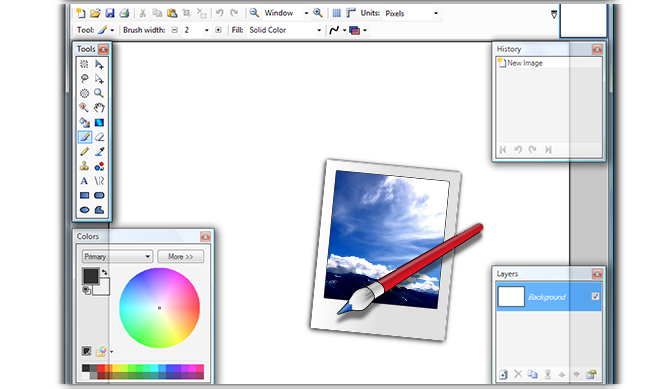 Window Units: Pixels
Tool: Brush width: 2 Fill: Solid Color
Tools
History
New Image
A
Colors
Primary More >>
Layers
Background